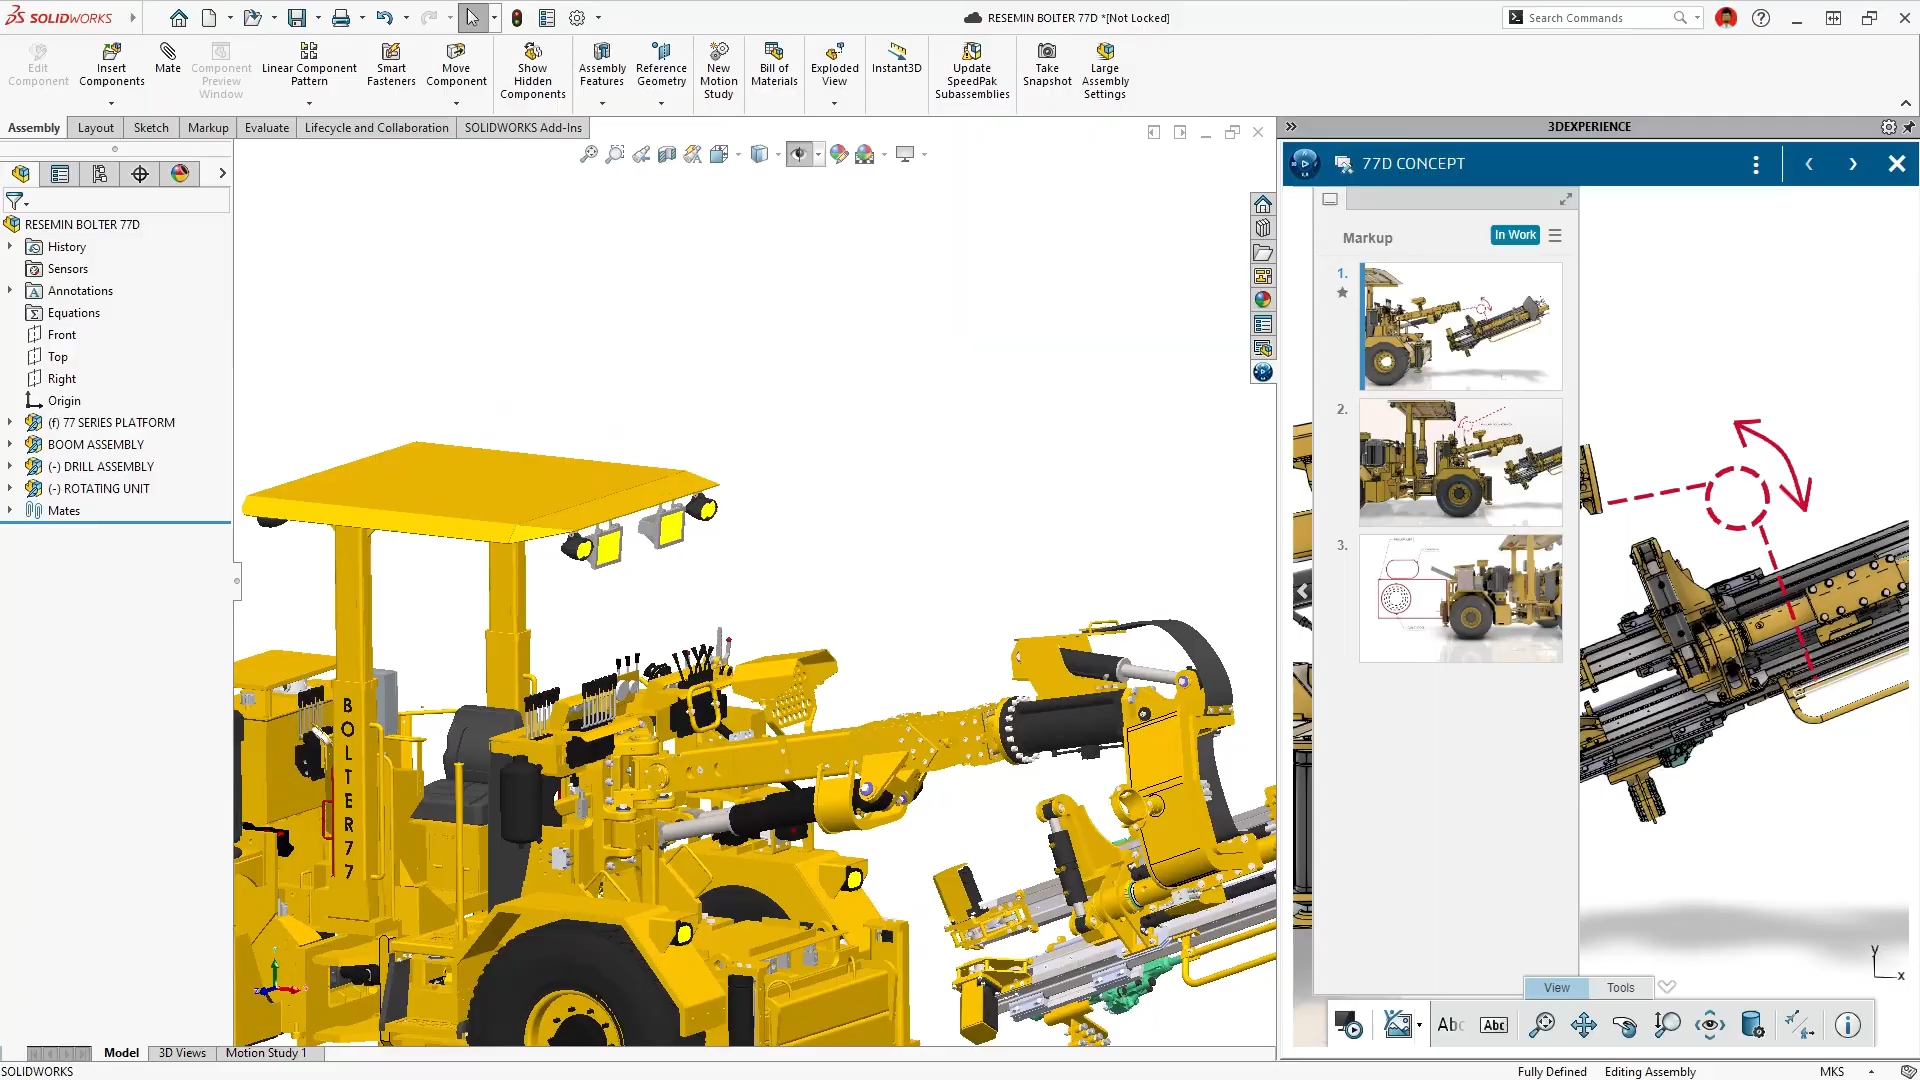 SOLIDWORKS
RESEMIN BOLTER 77D *[Not Locked]
Search Commands
Edit Component
Insert Components
Mate
Component Preview Window
Linear Component Pattern
Smart Fasteners
Move Component
Show Hidden Components
Assembly Features
Reference Geometry
New Motion Study
Bill of Materials
Exploded View
Instant3D
Update SpeedPak Subassemblies
Take Snapshot
Large Assembly Settings
Assembly
Layout
Sketch
Markup
Evaluate
Lifecycle and Collaboration
SOLIDWORKS Add-Ins
3DEXPERIENCE
77D CONCEPT
RESEMIN BOLTER 77D
History
Sensors
Annotations
Equations
Front
Top
Right
Origin
(f) 77 SERIES PLATFORM
BOOM ASSEMBLY
(-) DRILL ASSEMBLY
(-) ROTATING UNIT
Mates
BOLTER77
Markup
In Work
1.
2.
3.
Y
X
View
Tools
Abc
Abc
Model
3D Views
Motion Study 1
SOLIDWORKS
Fully Defined
Editing Assembly
MKS